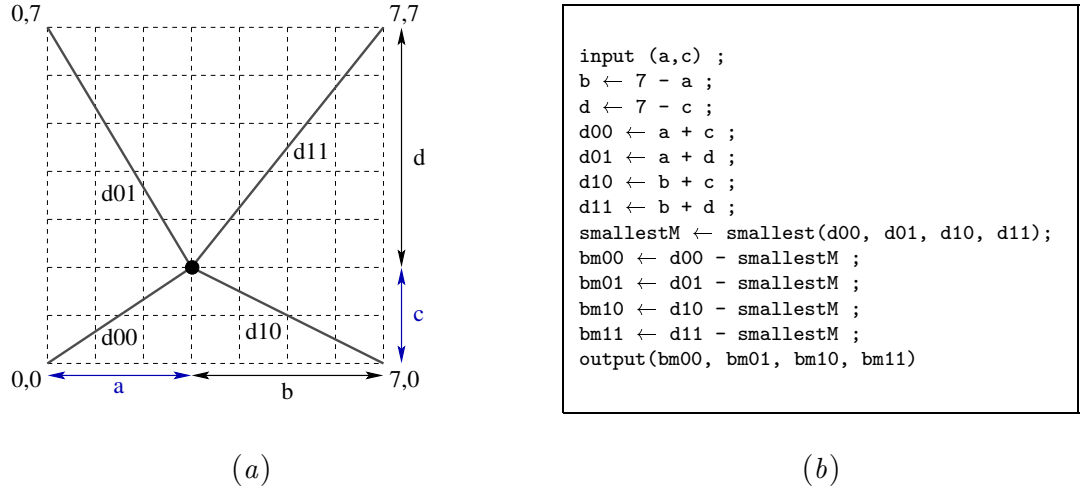 0,7
7,7
d11
d
d01
c
d00
d10
0,0
a
b
7,0
(a)
input (a,c) ;
b ← 7 - a ;
d ← 7 - c ;
d00 ← a + c ;
d01 ← a + d ;
d10 ← b + c ;
d11 ← b + d ;
smallestM ← smallest(d00, d01, d10, d11);
bm00 ← d00 - smallestM ;
bm01 ← d01 - smallestM ;
bm10 ← d10 - smallestM ;
bm11 ← d11 - smallestM ;
output(bm00, bm01, bm10, bm11)
(b)